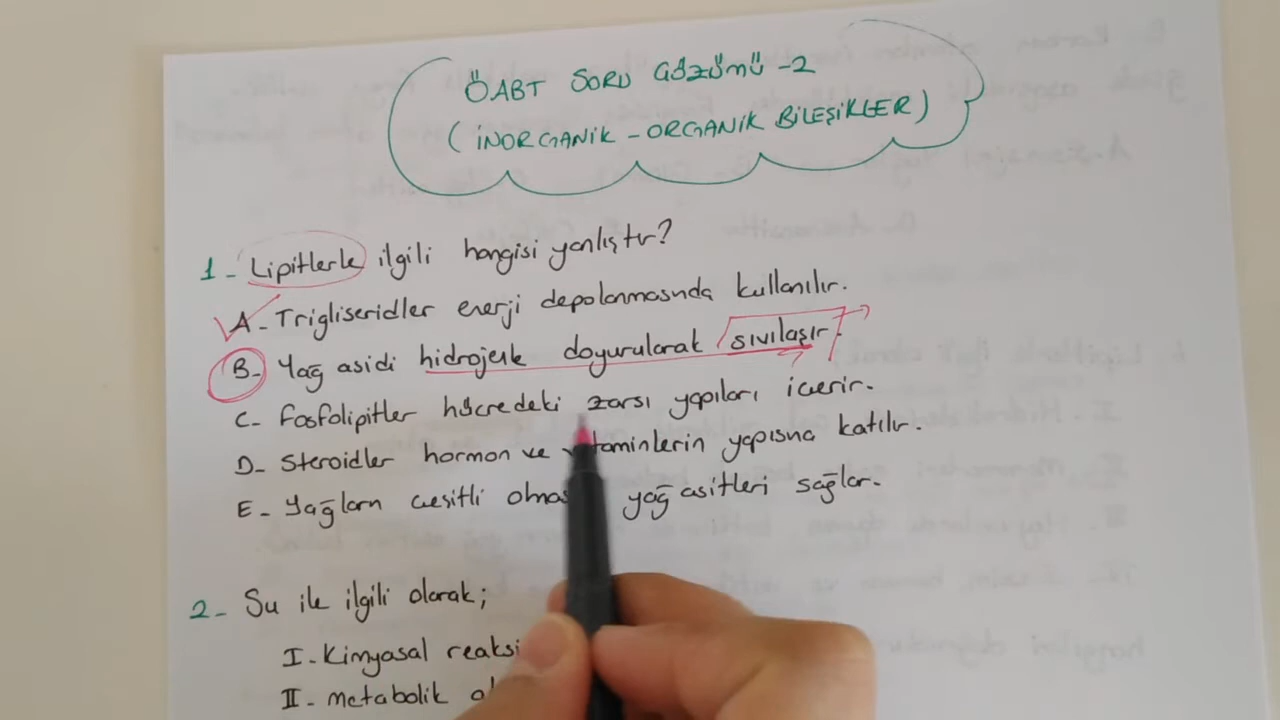 ÖABT SORU ÇÖZÜMÜ -2
(İNORGANİK - ORGANİK BİLEŞİKLER)
1- Lipitlerle ilgili hangisi yanlıştır?
A- Trigliseridler enerji depolanmasında kullanılır.
B- Yağ asidi hidrojenle doyurularak sıvılaşır.
C- Fosfolipitler hücredeki zarsı yapıları içerir.
D- Steroidler hormon ve vitaminlerin yapısına katılır.
E- Yağların çeşitli yağ asitleri sağlar.
2- Su ile ilgili olarak;
I- Kimyasal
II- metabolik